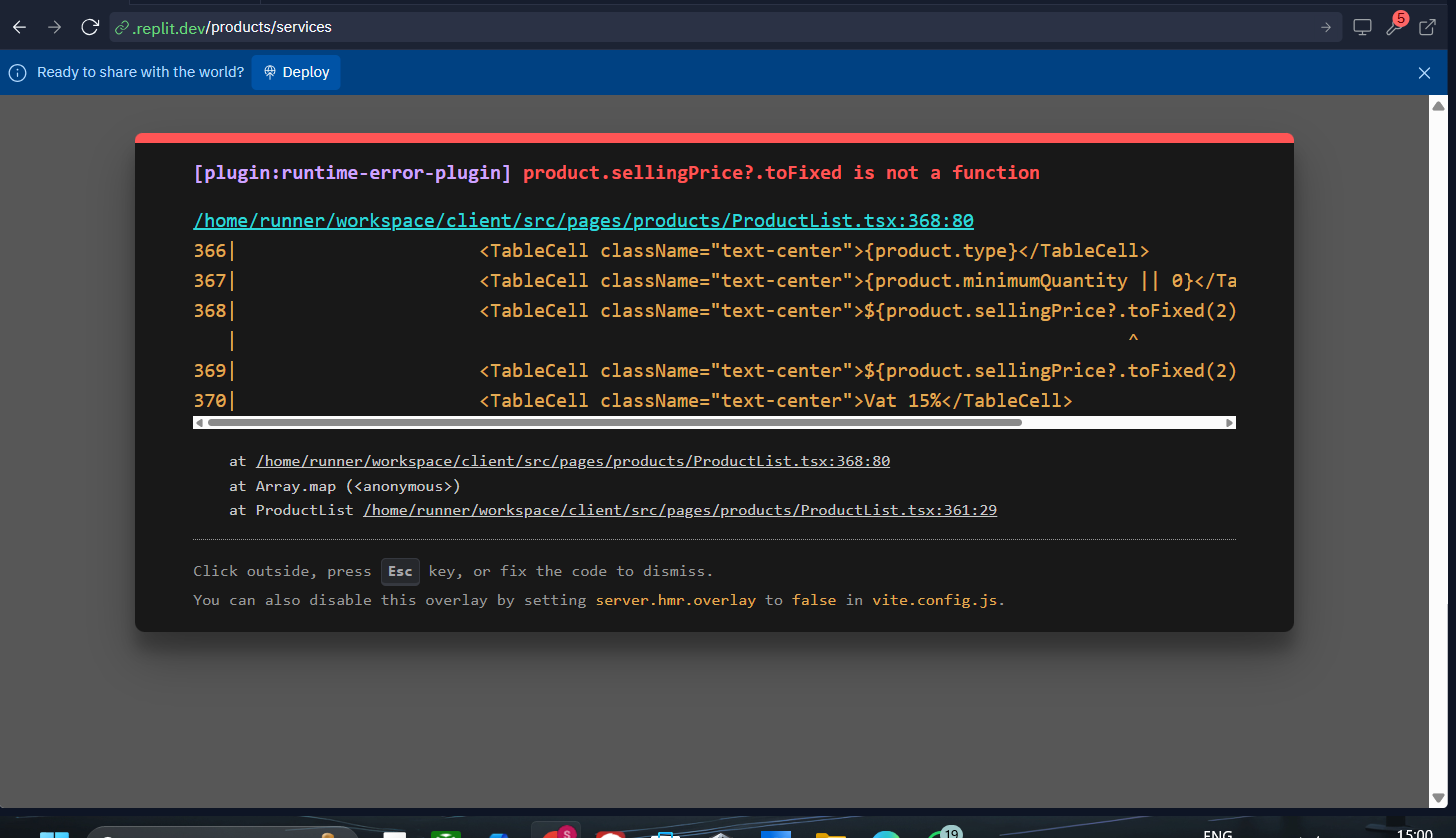 .replit.dev/products/services
5
Ready to share with the world? Deploy
[plugin:runtime-error-plugin] product.sellingPrice?.toFixed is not a function
/home/runner/workspace/client/src/pages/products/ProductList.tsx:368:80
366| <TableCell className="text-center">{product.type}</TableCell>
367| <TableCell className="text-center">{product.minimumQuantity || 0}</Ta
368| <TableCell className="text-center">${product.sellingPrice?.toFixed(2)
| ^
369| <TableCell className="text-center">${product.sellingPrice?.toFixed(2)
370| <TableCell className="text-center">Vat 15%</TableCell>
at /home/runner/workspace/client/src/pages/products/ProductList.tsx:368:80
at Array.map (<anonymous>)
at ProductList /home/runner/workspace/client/src/pages/products/ProductList.tsx:361:29
Click outside, press Esc key, or fix the code to dismiss.
You can also disable this overlay by setting server.hmr.overlay to false in vite.config.js.
S
19
ENG
15:00